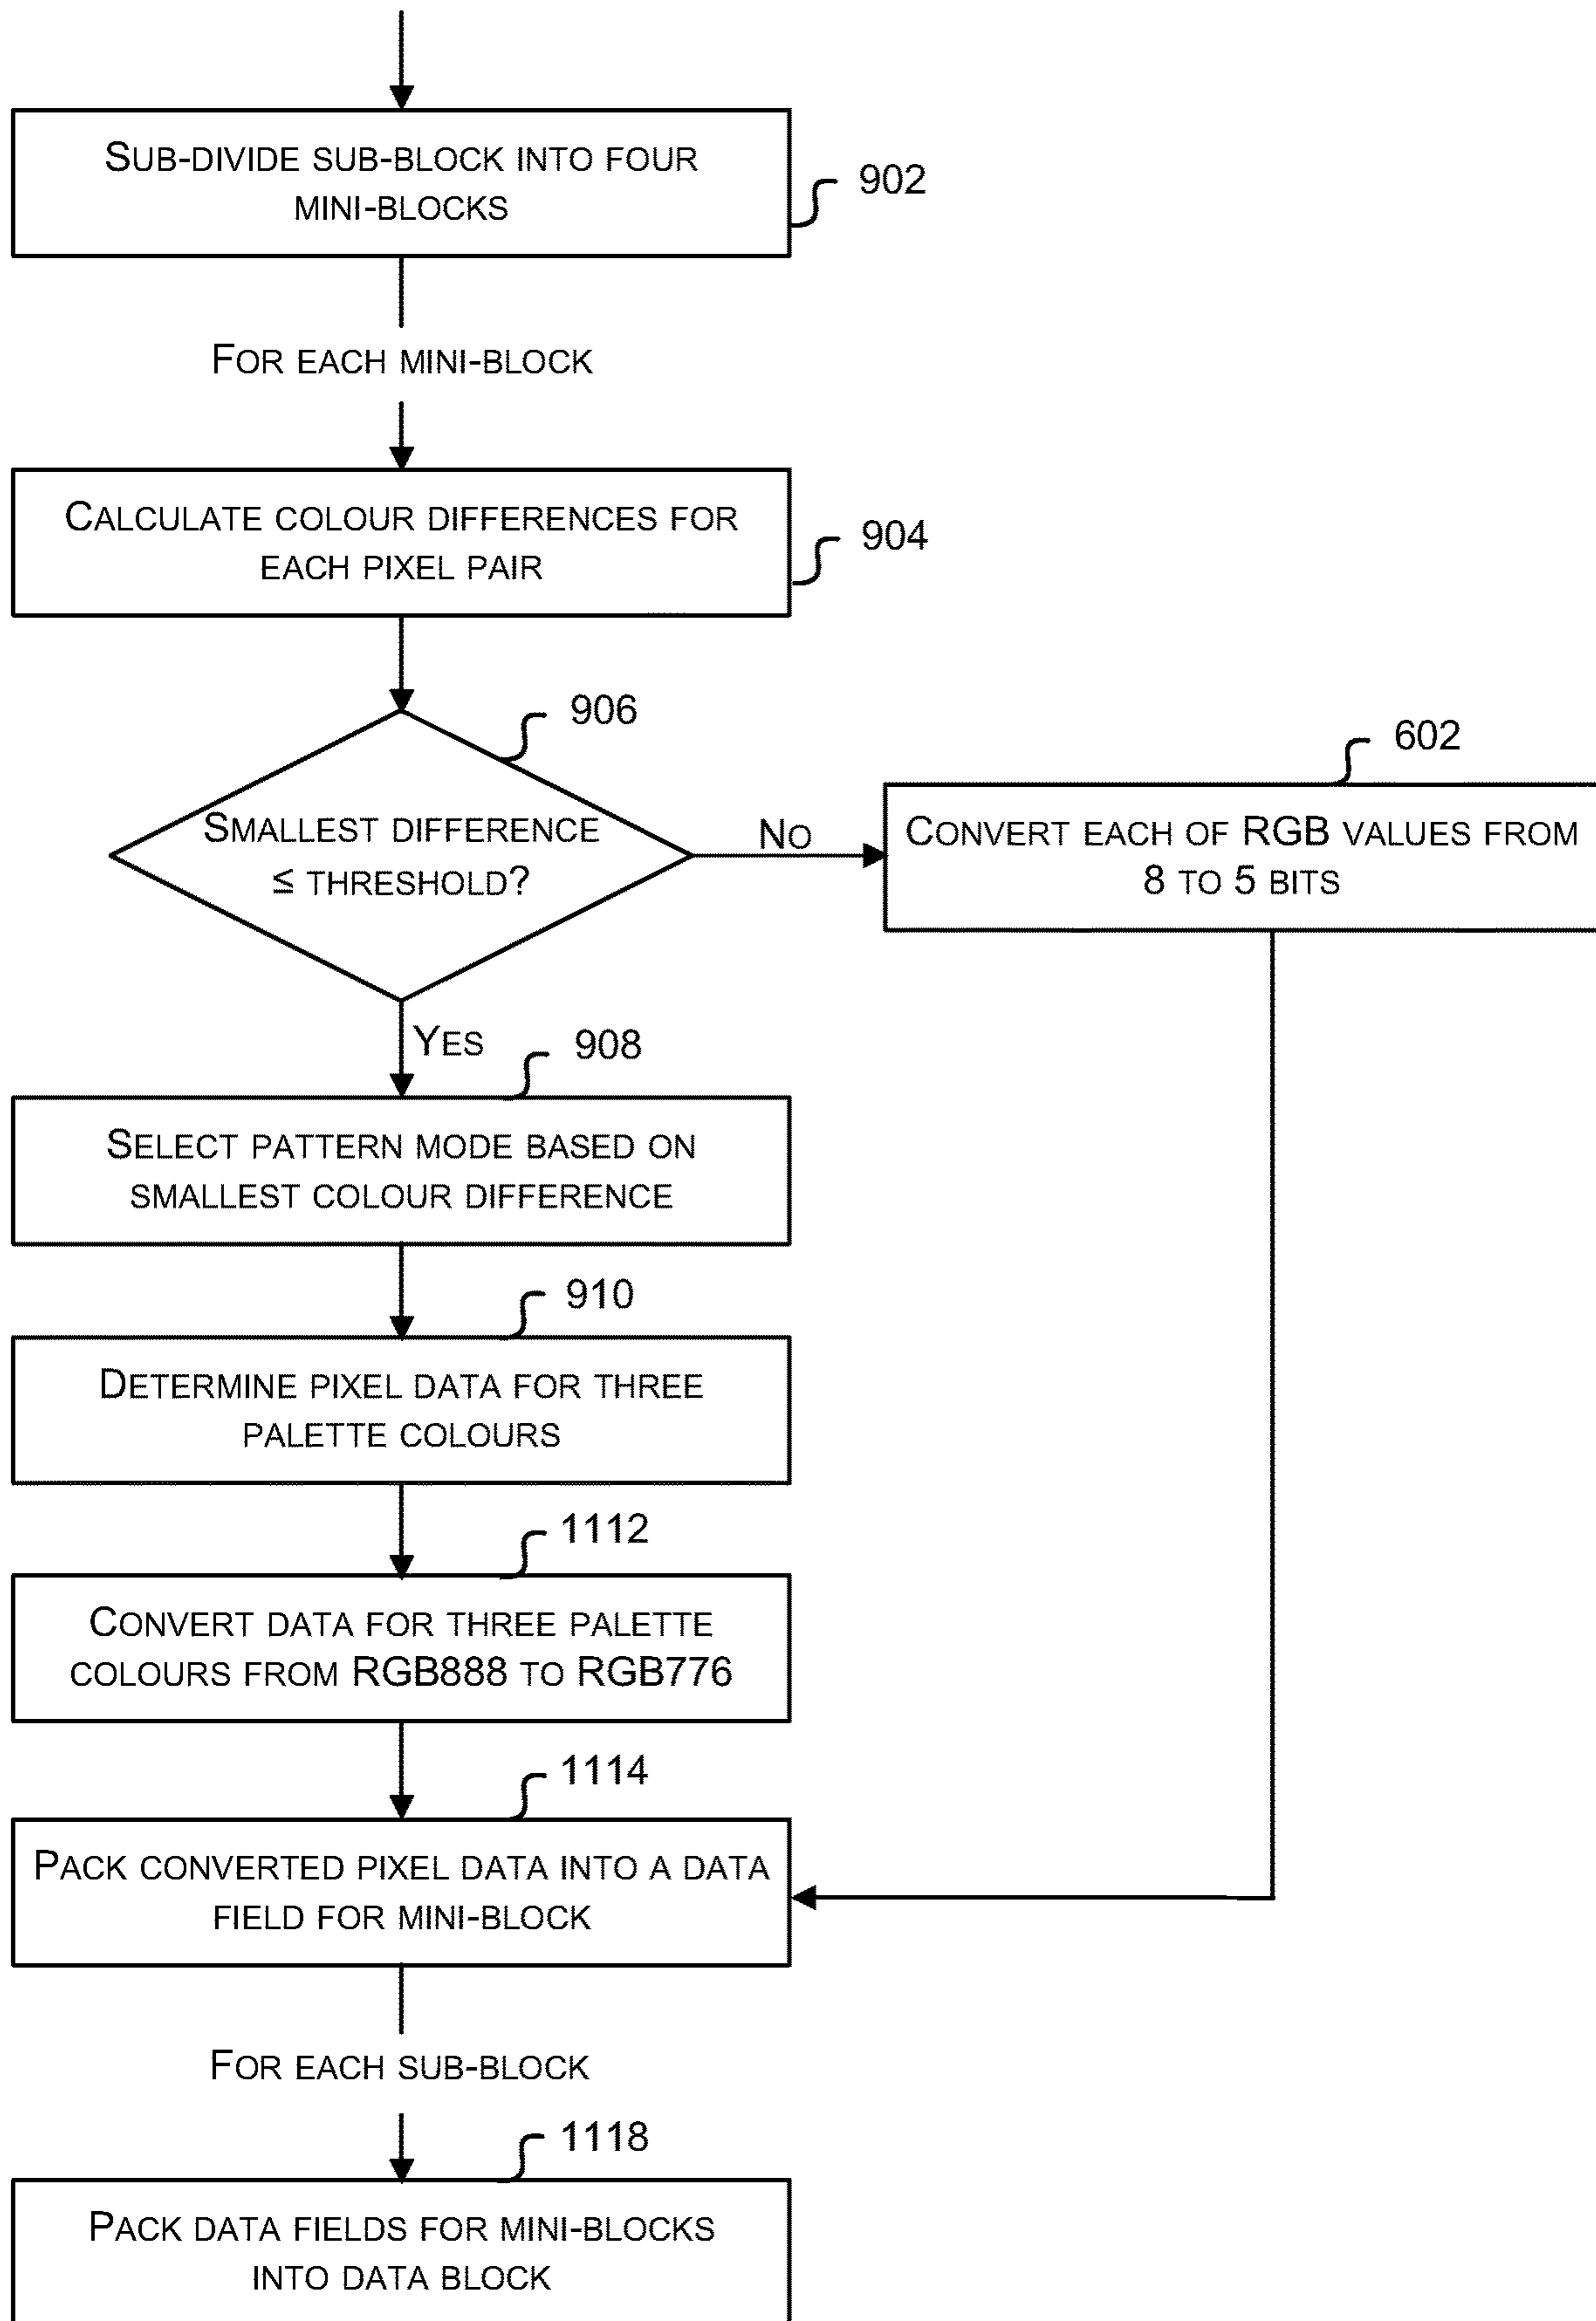 SUB-DIVIDE SUB-BLOCK INTO FOUR
MINI-BLOCKS
902
FOR EACH MINI-BLOCK
CALCULATE COLOUR DIFFERENCES FOR
EACH PIXEL PAIR
904
906
SMALLEST DIFFERENCE
≤ THRESHOLD?
NO
602
CONVERT EACH OF RGB VALUES FROM
8 TO 5 BITS
YES
908
SELECT PATTERN MODE BASED ON
SMALLEST COLOUR DIFFERENCE
910
DETERMINE PIXEL DATA FOR THREE
PALETTE COLOURS
1112
CONVERT DATA FOR THREE PALETTE
COLOURS FROM RGB888 TO RGB776
1114
PACK CONVERTED PIXEL DATA INTO A DATA
FIELD FOR MINI-BLOCK
FOR EACH SUB-BLOCK
1118
PACK DATA FIELDS FOR MINI-BLOCKS
INTO DATA BLOCK